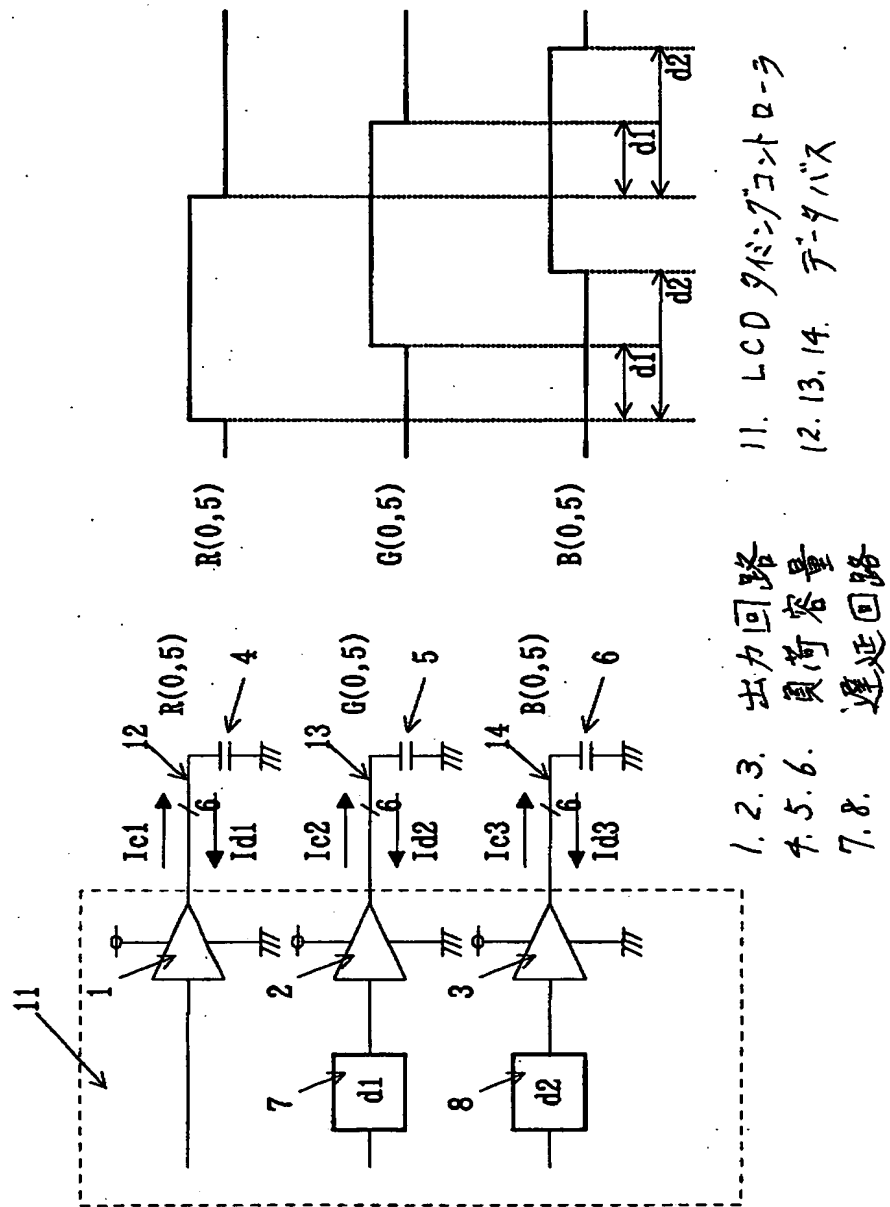 11
1
Ic1
12
R(0,5)
6
Id1
4
7
d1
2
Ic2
13
G(0,5)
6
Id2
5
8
d2
3
Ic3
14
B(0,5)
6
Id3
6
R(0,5)
G(0,5)
B(0,5)
d1
d2
d1
d2
1.2.3. 出力回路
4.5.6. 負荷容量
7.8. 遅延回路
11. LCDタイミングコントローラ
12.13.14. データバス